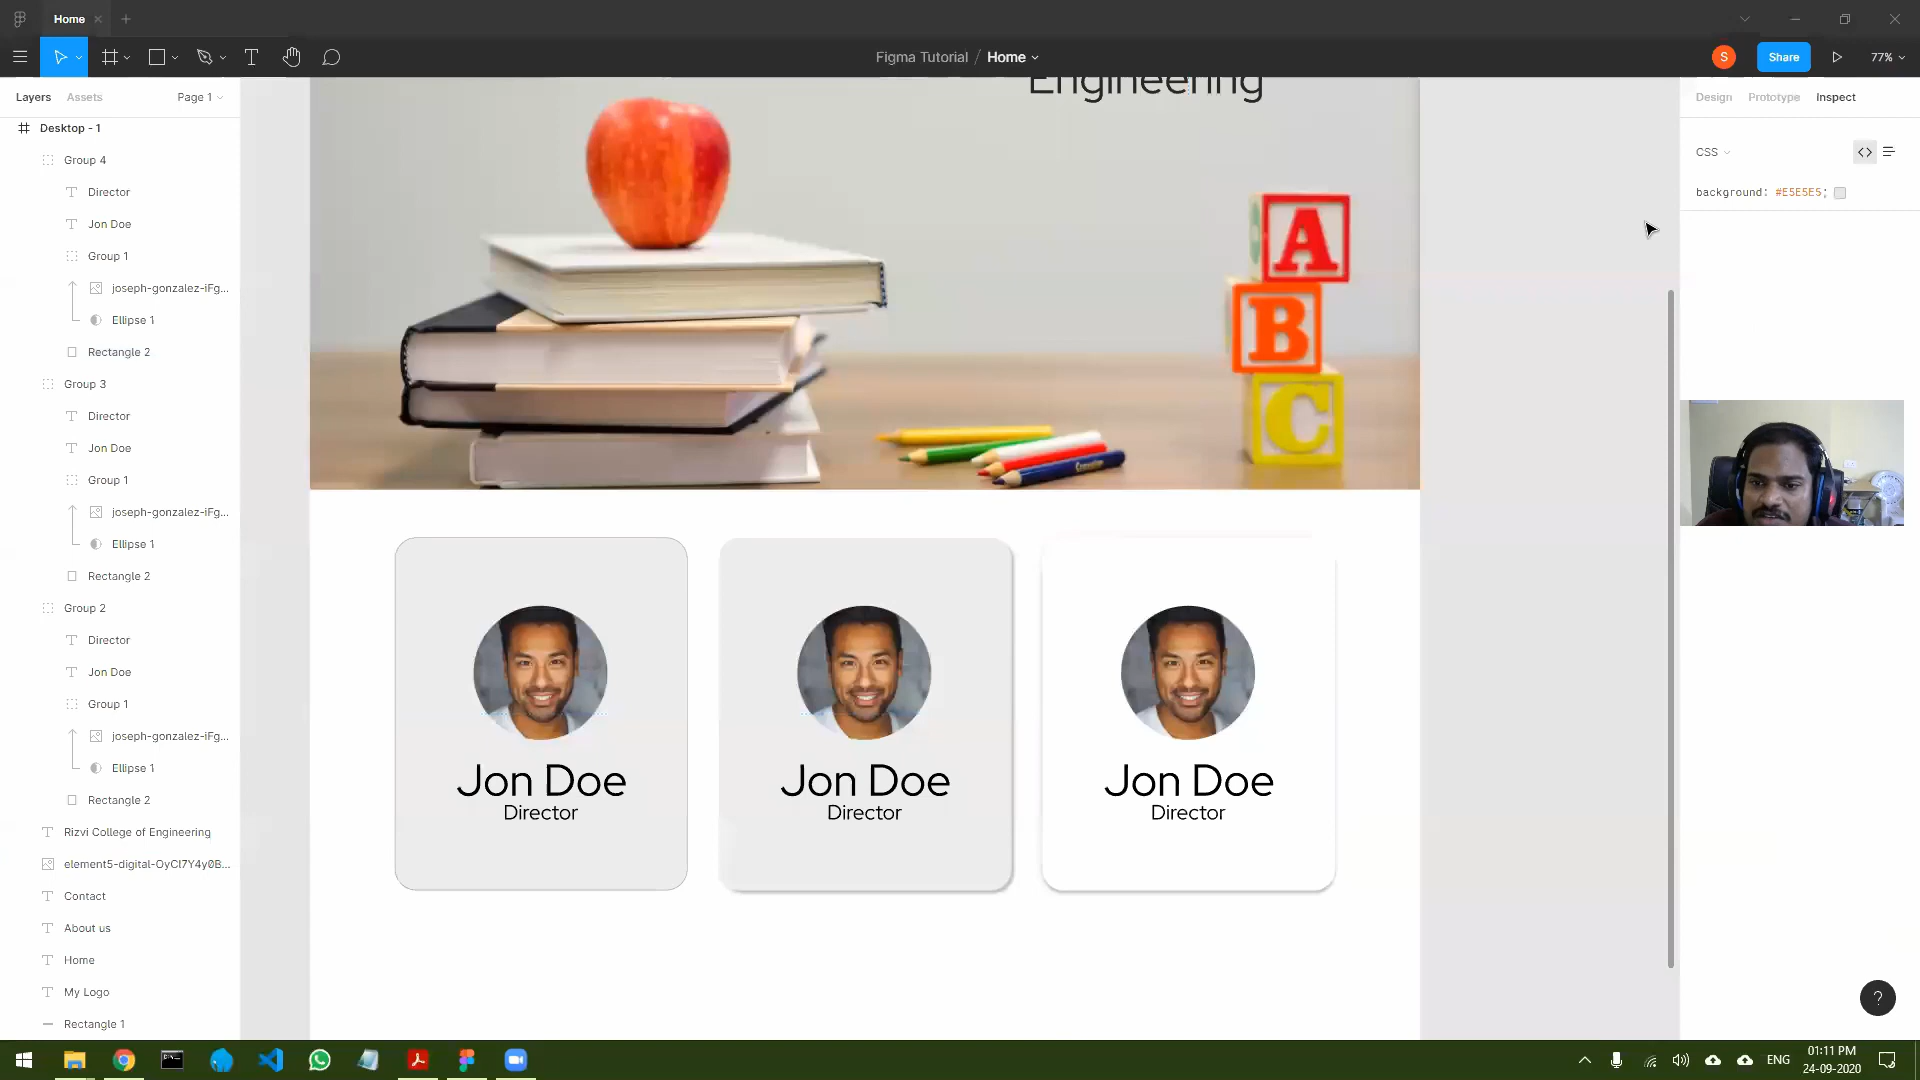 Home
Figma Tutorial / Home
S
Share
77%
Layers
Assets
Page 1
Design
Prototype
Inspect
Engineering
Desktop - 1
Group 4
Director
Jon Doe
Group 1
joseph-gonzalez-iFg...
Ellipse 1
Rectangle 2
Group 3
Director
Jon Doe
Group 1
joseph-gonzalez-iFg...
Ellipse 1
Rectangle 2
Group 2
Director
Jon Doe
Group 1
joseph-gonzalez-iFg...
Ellipse 1
Rectangle 2
Rizvi College of Engineering
element5-digital-OyCl7Y4y0B...
Contact
About us
Home
My Logo
Rectangle 1
CSS
background: #E5E5E5;
A
B
C
Jon Doe
Director
Jon Doe
Director
Jon Doe
Director
?
ENG
01:11 PM
24-09-2020